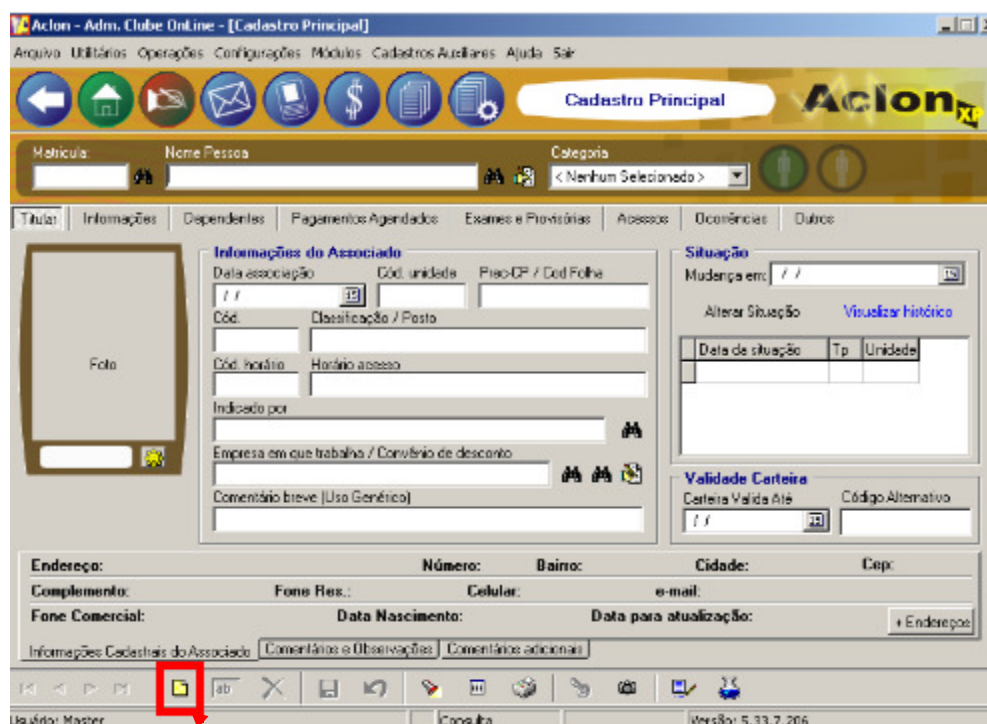 Aclon - Adm. Clube OnLine - [Cadastro Principal]
Arquivo Utilitários Operações Configurações Módulos Cadastros Auxiliares Ajuda Sair
Cadastro Principal
Aclon XP
Matricula: Nome Pessoa Categoria
< Nenhum Selecionado >
Titular Informações Dependentes Pagamentos Agendados Exames e Provisórias Acessos Ocorrências Outros
Informações do Associado
Situação
Data associação Cód. unidade Prec-CP / Cod Folha
Mudança em: / /
/ / 15
Alterar Situação Visualizar histórico
Cód. Classificação / Posto
Data da situação Tp Unidade
Foto
Cód. horário Horário acesso
Indicado por
Empresa em que trabalha / Convênio de desconto
Validade Carteira
Comentário breve (Uso Genérico)
Carteira Valida Até Código Alternativo
/ / 15
Endereço: Número: Bairro: Cidade: Cep:
Complemento: Fone Res.: Celular: e-mail:
Fone Comercial: Data Nascimento: Data para atualização: + Endereços
Informações Cadastrais do Associado Comentários e Observações Comentários adicionais
ab
Usuário: Master Consulta Versão: 5.33.7.206